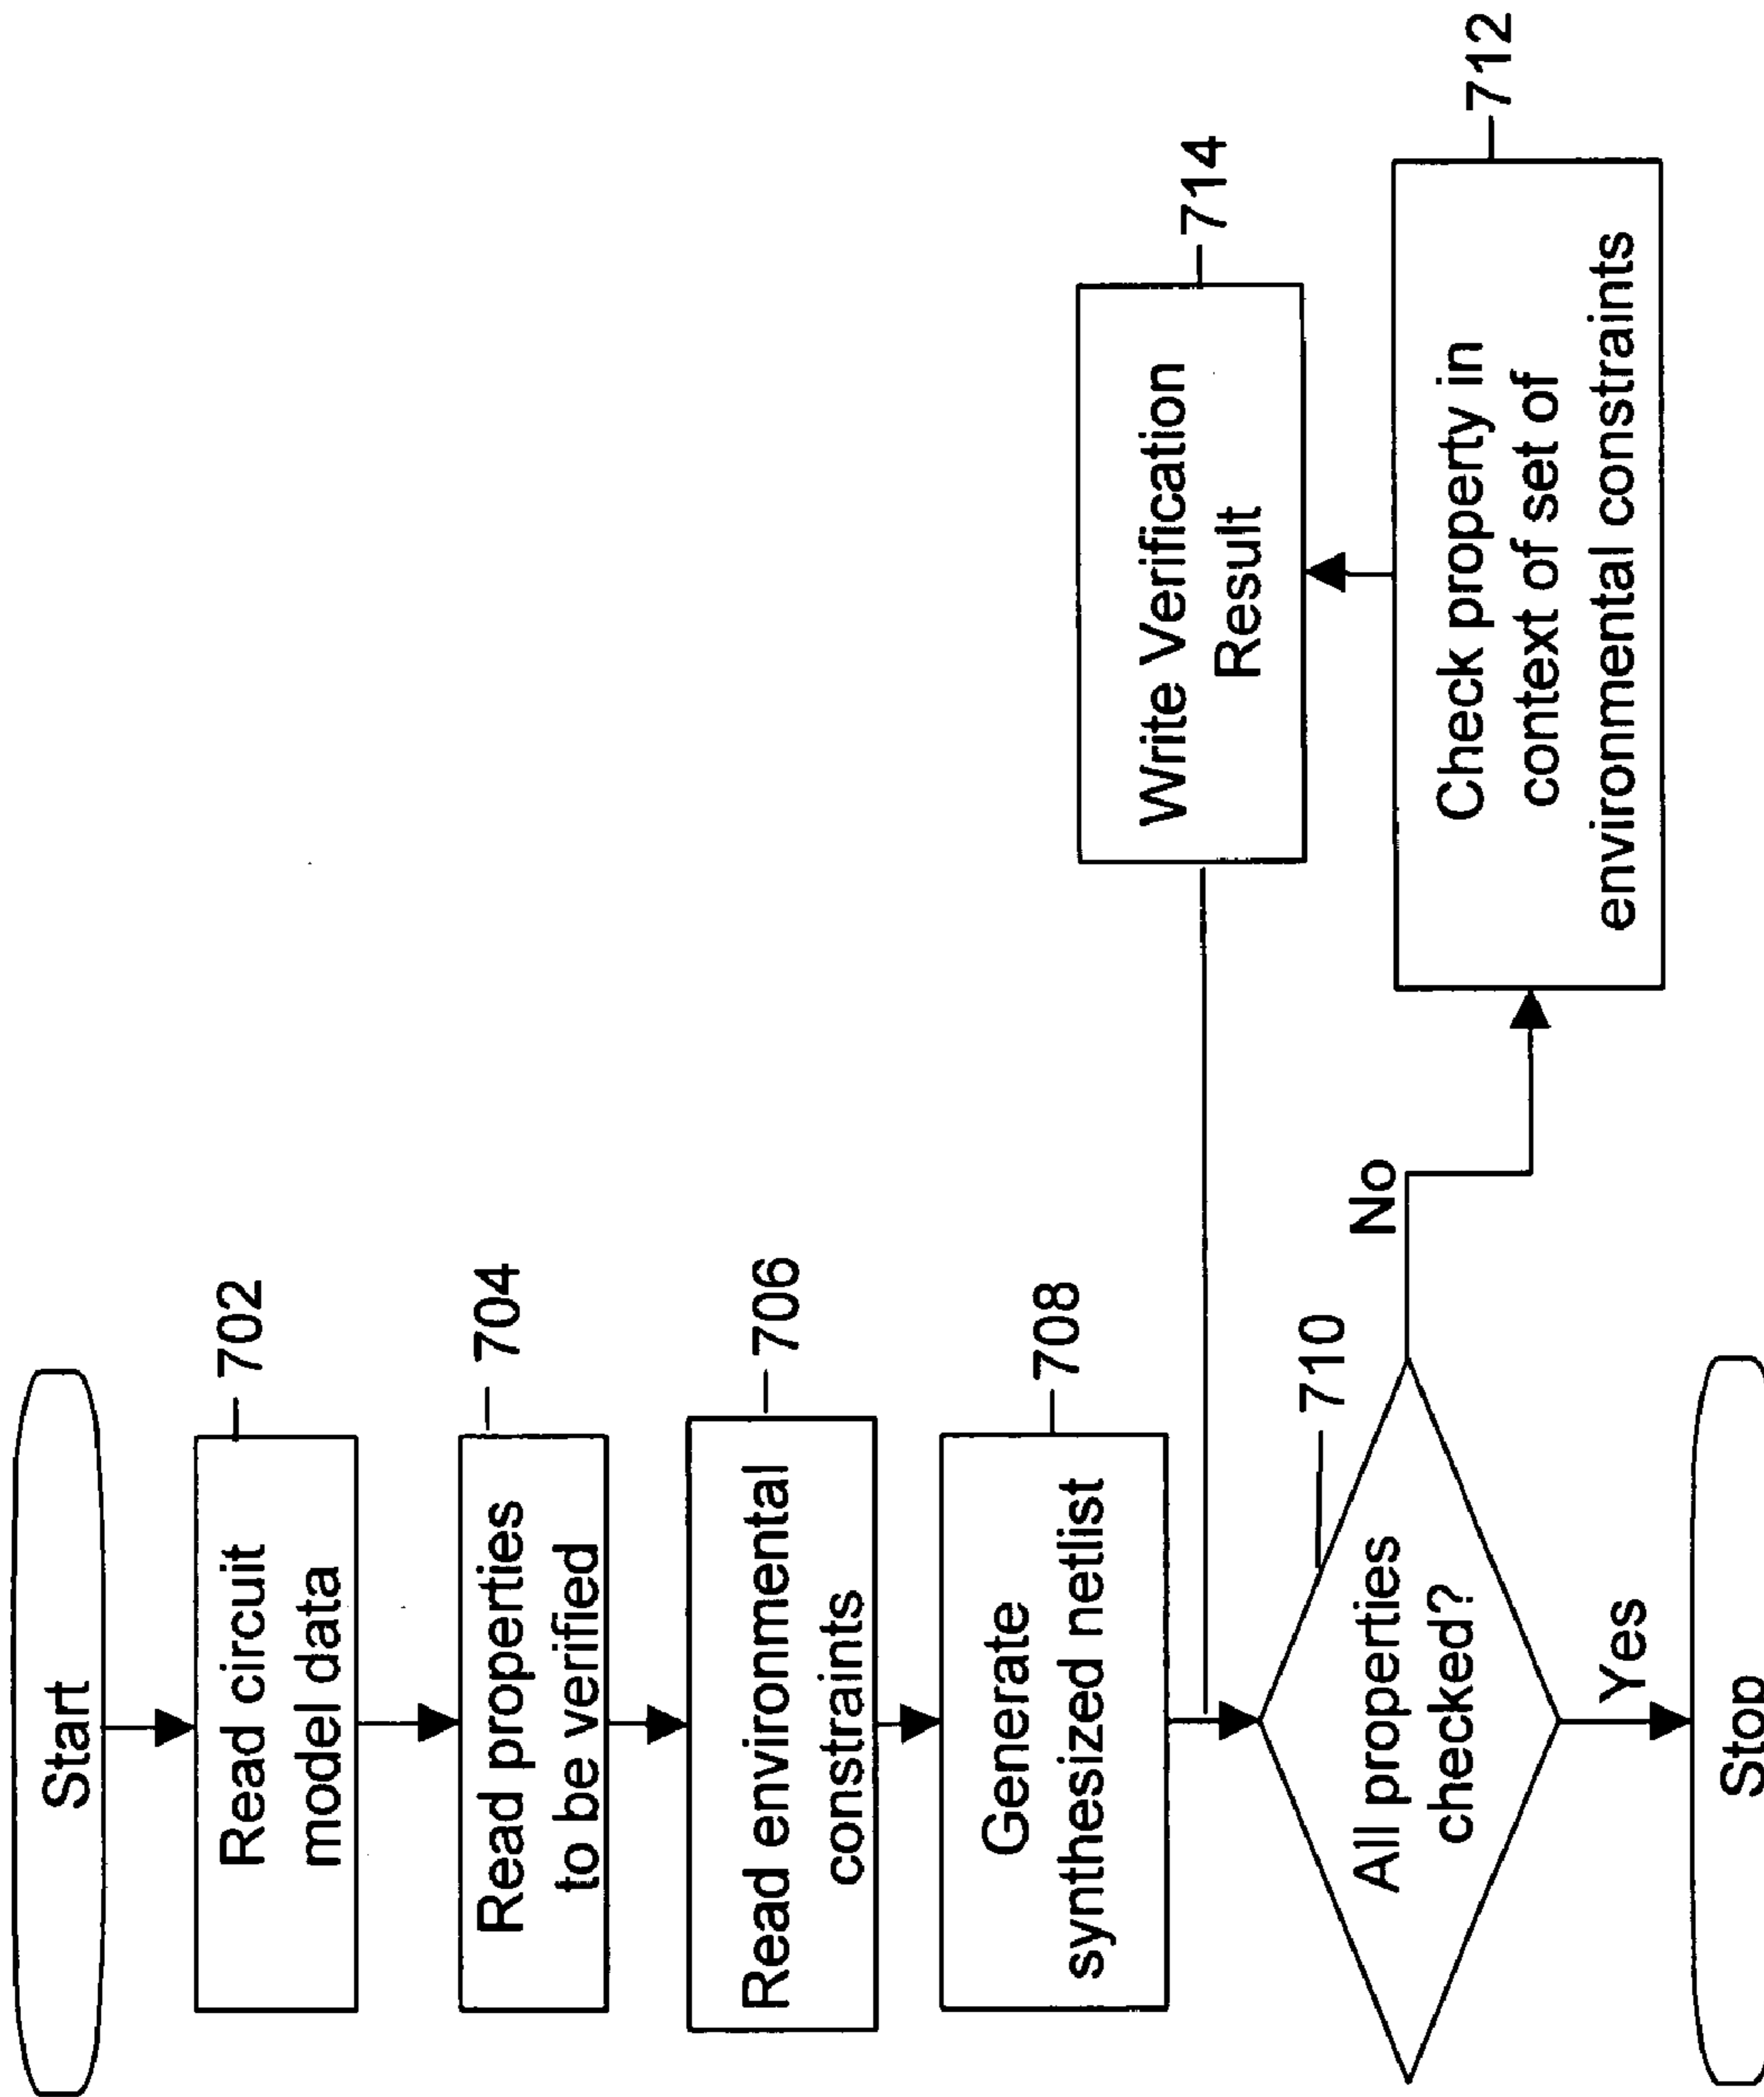 Start
Read circuit
model data
702
Read properties
to be verified
704
Read environmental
constraints
706
Generate
synthesized netlist
708
All properties
checked?
710
No
Yes
Stop
Write Verification
Result
714
Check property in
context of set of
environmental constraints
712